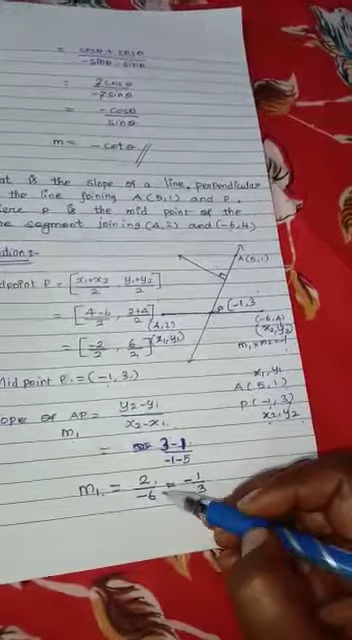 = cosθ + cosθ / -sinθ - sinθ
= 2cosθ / -2sinθ
= -cosθ / sinθ
m = -cotθ //
at is the slope of a line, perpendicular
the line joining A(5,1) and P.
ere P is the mid point of the
e segment joining (4,2) and (-6,4)
ution :-
A(5,1)
dpoint P = [x1+x2 / 2, y1+y2 / 2]
P(-1,3
= [4-6 / 2, 2+4 / 2]
(4,2)
(x1,y1)
(-6,4)
(x2,y2)
= [-2/2, 6/2]
m1 × m2 = -1
Mid point P = (-1,3)
x1,y1
A(5,1)
P(-1,3)
x2,y2
ope of AP = y2-y1 / x2-x1
m1
= 3-1 / -1-5
m1 = 2 / -6 = -1 / 3